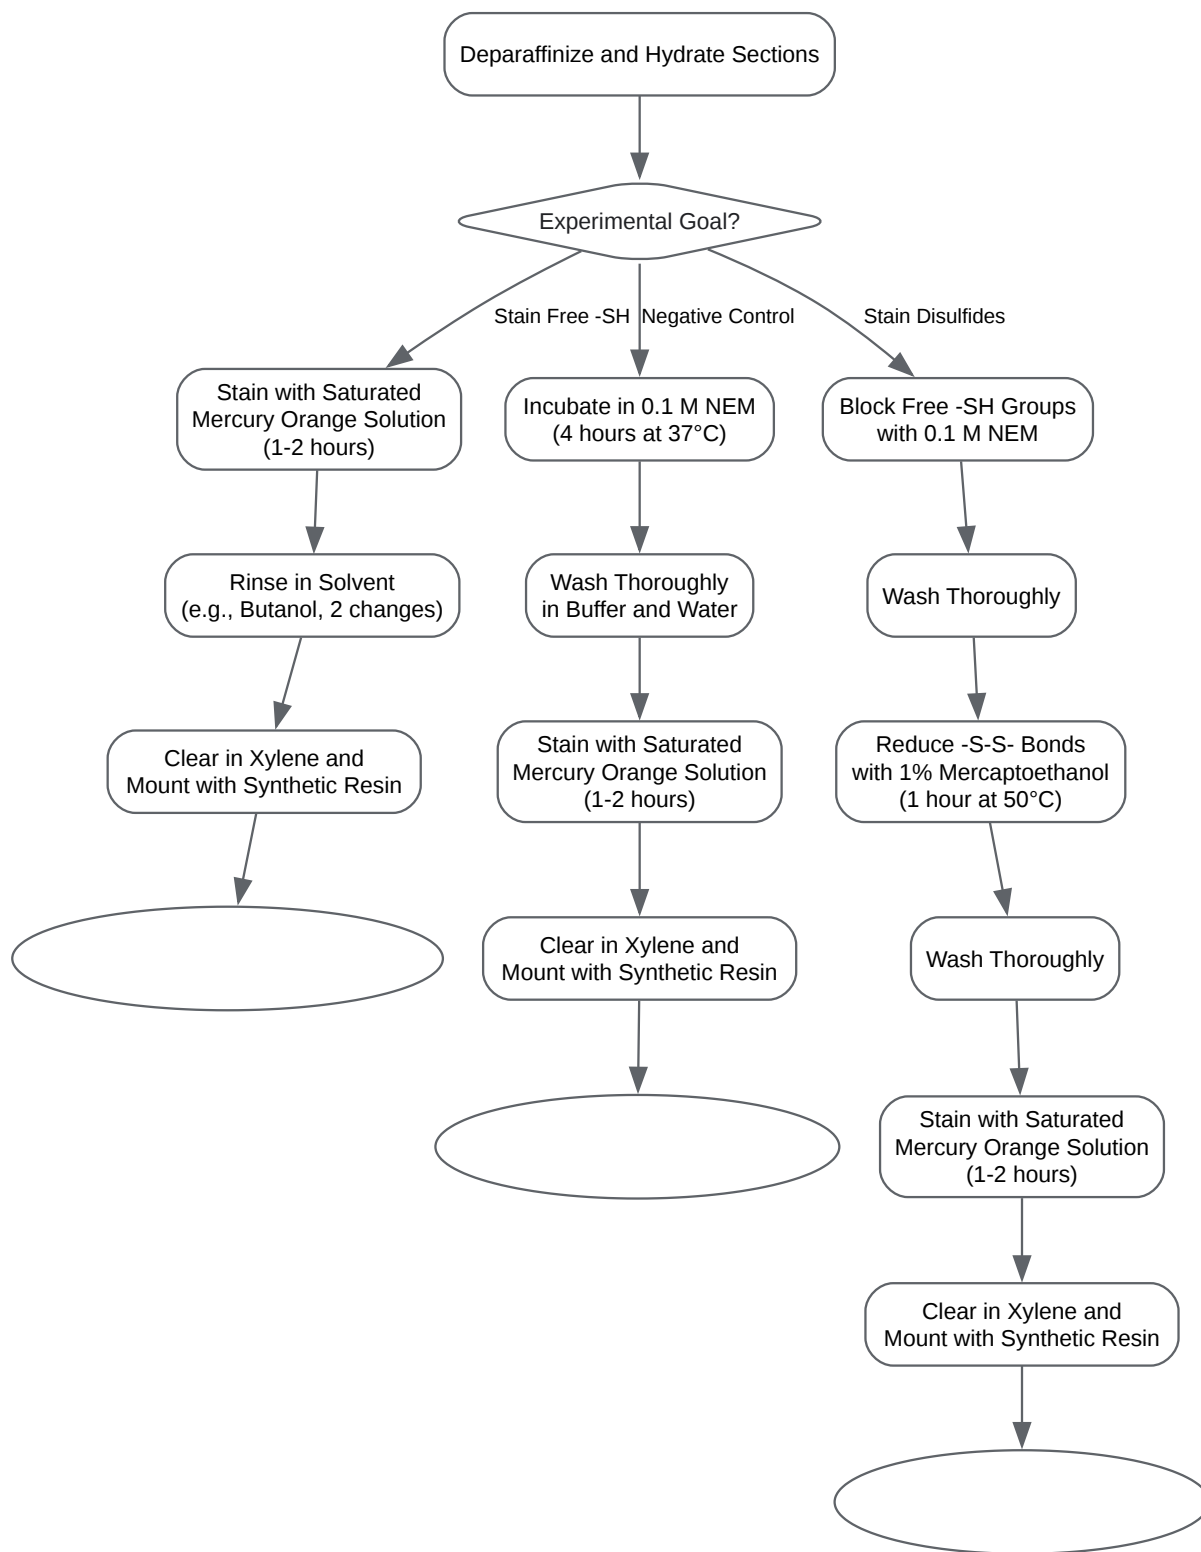 Deparaffinize and Hydrate Sections
Experimental Goal?
Stain Free -SH
Negative Control
Stain Disulfides
Stain with Saturated
Mercury Orange Solution
(1-2 hours)
Incubate in 0.1 M NEM
(4 hours at 37°C)
Block Free -SH Groups
with 0.1 M NEM
Rinse in Solvent
(e.g., Butanol, 2 changes)
Wash Thoroughly
in Buffer and Water
Wash Thoroughly
Clear in Xylene and
Mount with Synthetic Resin
Stain with Saturated
Mercury Orange Solution
(1-2 hours)
Reduce -S-S- Bonds
with 1% Mercaptoethanol
(1 hour at 50°C)
Clear in Xylene and
Mount with Synthetic Resin
Wash Thoroughly
Stain with Saturated
Mercury Orange Solution
(1-2 hours)
Clear in Xylene and
Mount with Synthetic Resin